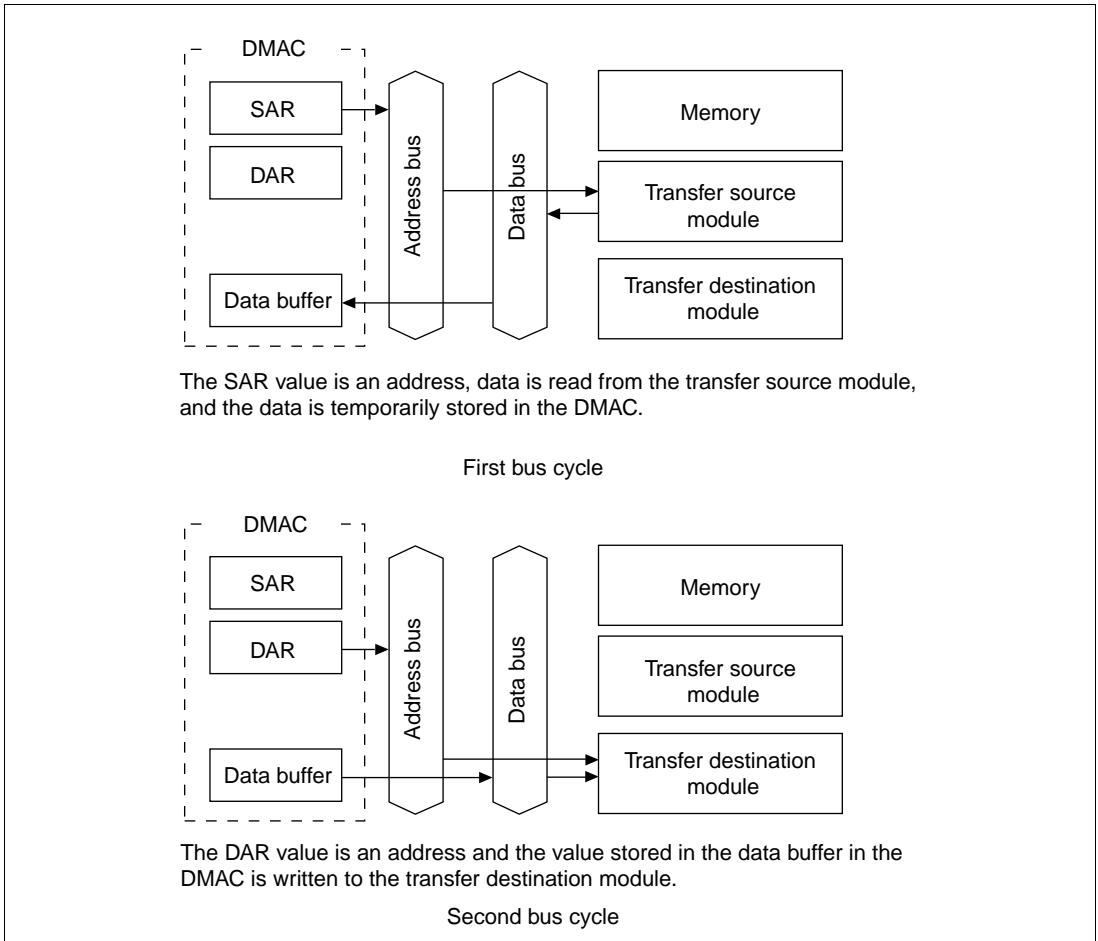 DMAC
SAR
DAR
Data buffer
Address bus
Data bus
Memory
Transfer source
module
Transfer destination
module
The SAR value is an address, data is read from the transfer source module,
and the data is temporarily stored in the DMAC.
First bus cycle
DMAC
SAR
DAR
Data buffer
Address bus
Data bus
Memory
Transfer source
module
Transfer destination
module
The DAR value is an address and the value stored in the data buffer in the
DMAC is written to the transfer destination module.
Second bus cycle